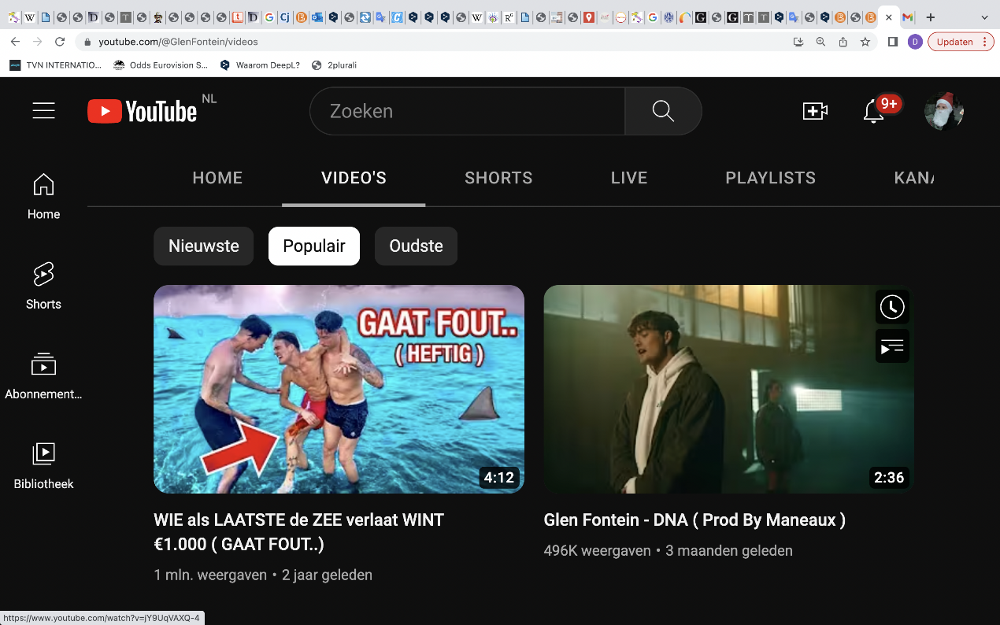 youtube.com/@GlenFontein/videos
D
Updaten
TVN INTERNATIO...
Odds Eurovision S...
Waarom DeepL?
2plurali
YouTube NL
Zoeken
9+
HOME VIDEO'S SHORTS LIVE PLAYLISTS
Home
Shorts
Abonnement...
Bibliotheek
Nieuwste Populair Oudste
GAAT FOUT..
( HEFTIG )
4:12
2:36
WIE als LAATSTE de ZEE verlaat WINT
€1.000 ( GAAT FOUT..)
1 mln. weergaven • 2 jaar geleden
Glen Fontein - DNA ( Prod By Maneaux )
496K weergaven • 3 maanden geleden
https://www.youtube.com/watch?v=jY9UqVAXQ-4